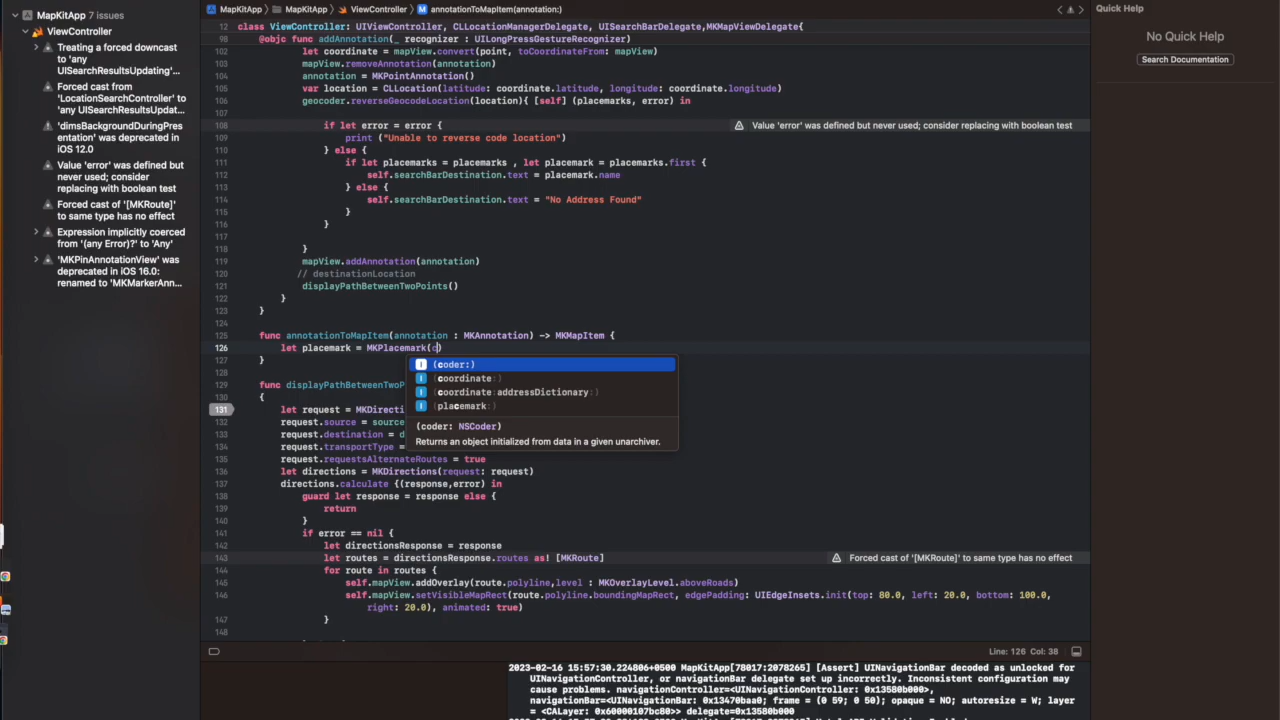 MapKitApp 7 issues
ViewController
Treating a forced downcast
to 'any
UISearchResultsUpdating'...
Forced cast from
'LocationSearchController' to
'any UISearchResultsUpdat...
'dimsBackgroundDuringPres
entation' was deprecated in
iOS 12.0
Value 'error' was defined but
never used; consider
replacing with boolean test
Forced cast of '[MKRoute]'
to same type has no effect
Expression implicitly coerced
from '(any Error)?' to 'Any'
'MKPinAnnotationView' was
deprecated in iOS 16.0:
renamed to 'MKMarkerAnn...
MapKitApp MapKitApp ViewController M annotationToMapItem(annotation:)
12 class ViewController: UIViewController, CLLocationManagerDelegate, UISearchBarDelegate,MKMapViewDelegate{
98 @objc func addAnnotation(_ recognizer : UILongPressGestureRecognizer)
102 let coordinate = mapView.convert(point, toCoordinateFrom: mapView)
103 mapView.removeAnnotation(annotation)
104 annotation = MKPointAnnotation()
105 var location = CLLocation(latitude: coordinate.latitude, longitude: coordinate.longitude)
106 geocoder.reverseGeocodeLocation(location){ [self] (placemarks, error) in
107
108 if let error = error { Value 'error' was defined but never used; consider replacing with boolean test
109 print ("Unable to reverse code location")
110 } else {
111 if let placemarks = placemarks , let placemark = placemarks.first {
112 self.searchBarDestination.text = placemark.name
113 } else {
114 self.searchBarDestination.text = "No Address Found"
115 }
116 }
117
118 }
119 mapView.addAnnotation(annotation)
120 // destinationLocation
121 displayPathBetweenTwoPoints()
122 }
123 }
124
125 func annotationToMapItem(annotation : MKAnnotation) -> MKMapItem {
126 let placemark = MKPlacemark(c)
127 }
(coder:)
(coordinate:)
(coordinate:addressDictionary:)
(placemark:)
(coder: NSCoder)
Returns an object initialized from data in a given unarchiver.
129 func displayPathBetweenTwoP
130 {
131 let request = MKDirecti
132 request.source = source
133 request.destination = d
134 request.transportType =
135 request.requestsAlternateRoutes = true
136 let directions = MKDirections(request: request)
137 directions.calculate {(response,error) in
138 guard let response = response else {
139 return
140 }
141 if error == nil {
142 let directionsResponse = response
143 let routes = directionsResponse.routes as! [MKRoute] Forced cast of '[MKRoute]' to same type has no effect
144 for route in routes {
145 self.mapView.addOverlay(route.polyline,level : MKOverlayLevel.aboveRoads)
146 self.mapView.setVisibleMapRect(route.polyline.boundingMapRect, edgePadding: UIEdgeInsets.init(top: 80.0, left: 20.0, bottom: 100.0,
right: 20.0), animated: true)
147 }
148
Line: 126 Col: 38
2023-02-16 15:57:30.224806+0500 MapKitApp[78017:2078265] [Assert] UINavigationBar decoded as unlocked for
UINavigationController, or navigationBar delegate set up incorrectly. Inconsistent configuration may
cause problems. navigationController=<UINavigationController: 0x13580b000>,
navigationBar=<UINavigationBar: 0x13470baa0; frame = (0 59; 0 50); opaque = NO; autoresize = W; layer
= <CALayer: 0x60000107bc80>> delegate=0x13580b000
Quick Help
No Quick Help
Search Documentation